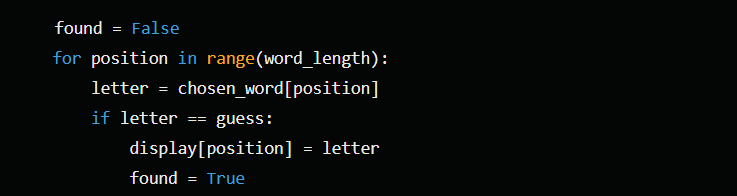 found = False
for position in range(word_length):
    letter = chosen_word[position]
    if letter == guess:
        display[position] = letter
        found = True